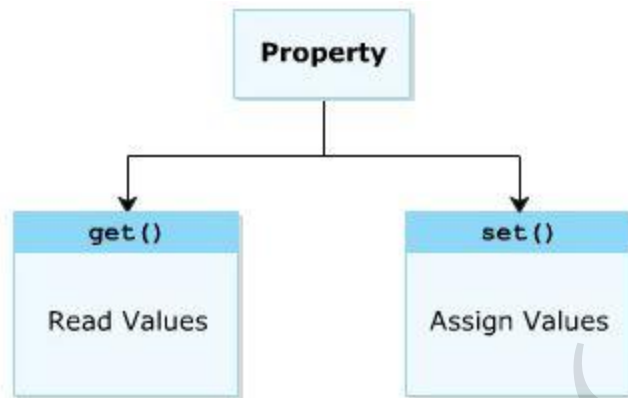 Property
get()
set()
Read Values
Assign Values